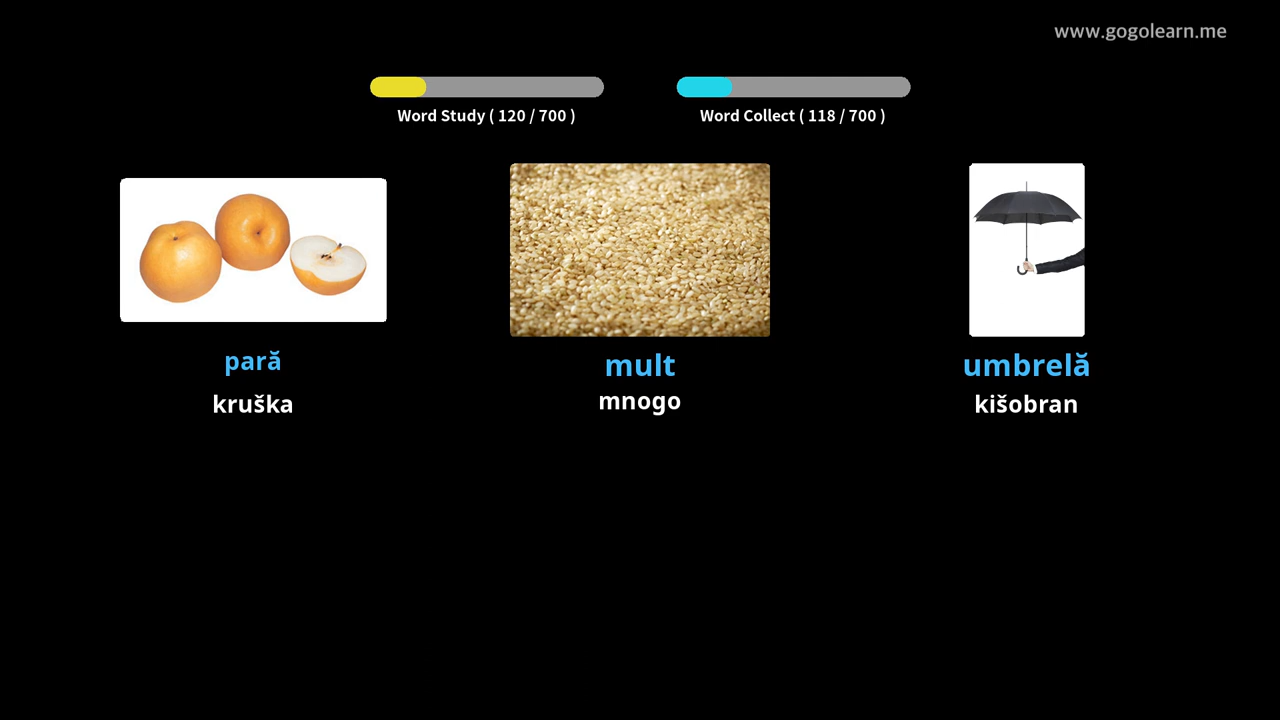 www.gogolearn.me
Word Study ( 120 / 700 )
Word Collect ( 118 / 700 )
pară
mult
umbrelă
kruška
mnogo
kišobran